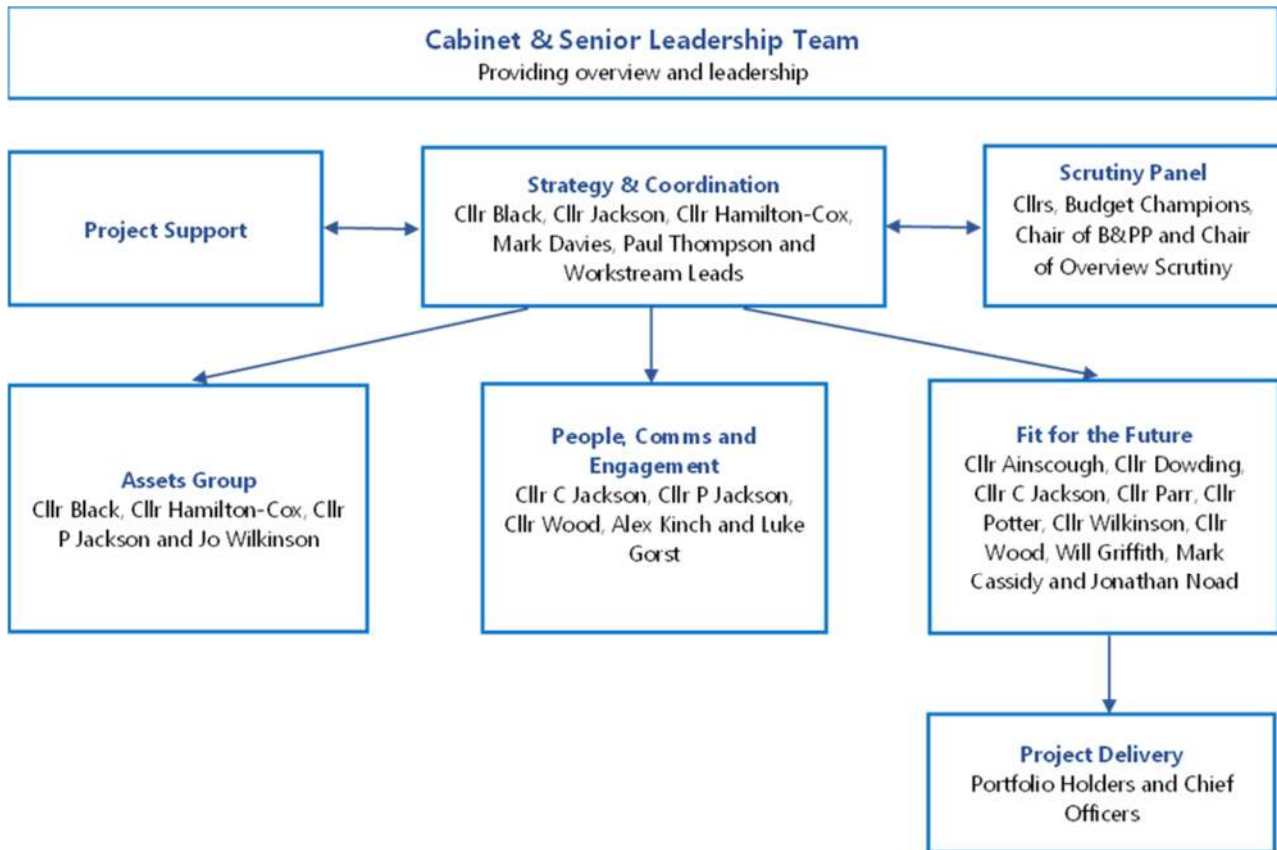 Cabinet & Senior Leadership Team
Providing overview and leadership
Project Support
Strategy & Coordination
Cllr Black, Cllr Jackson, Cllr Hamilton-Cox,
Mark Davies, Paul Thompson and
Workstream Leads
Scrutiny Panel
Cllrs, Budget Champions,
Chair of B&PP and Chair
of Overview Scrutiny
Assets Group
Cllr Black, Cllr Hamilton-Cox, Cllr
P Jackson and Jo Wilkinson
People, Comms and
Engagement
Cllr C Jackson, Cllr P Jackson,
Cllr Wood, Alex Kinch and Luke
Gorst
Fit for the Future
Cllr Ainscough, Cllr Dowding,
Cllr C Jackson, Cllr Parr, Cllr
Potter, Cllr Wilkinson, Cllr
Wood, Will Griffith, Mark
Cassidy and Jonathan Noad
Project Delivery
Portfolio Holders and Chief
Officers